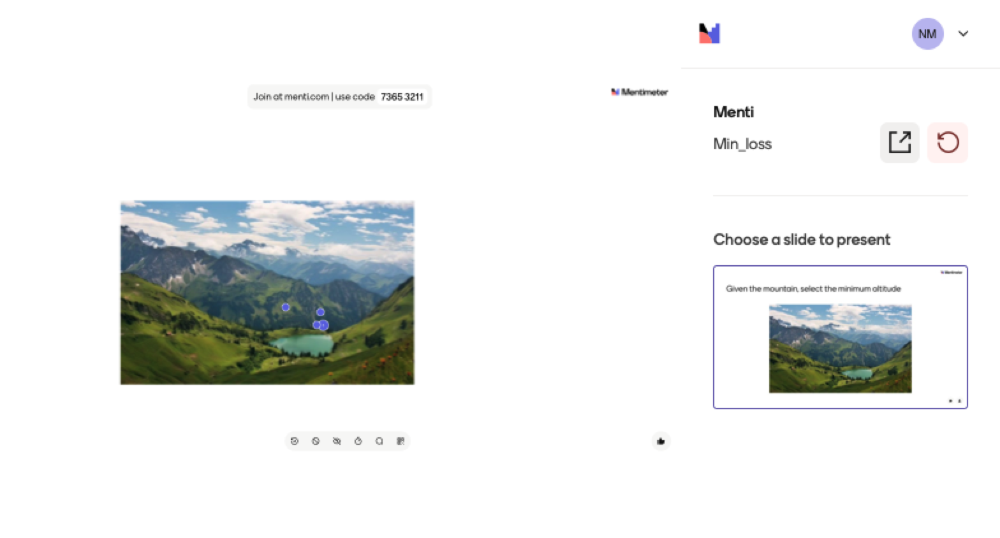 NM
Join at menti.com | use code 7365 3211
Mentimeter
Menti
Min_loss
Choose a slide to present
Mentimeter
Given the mountain, select the minimum altitude